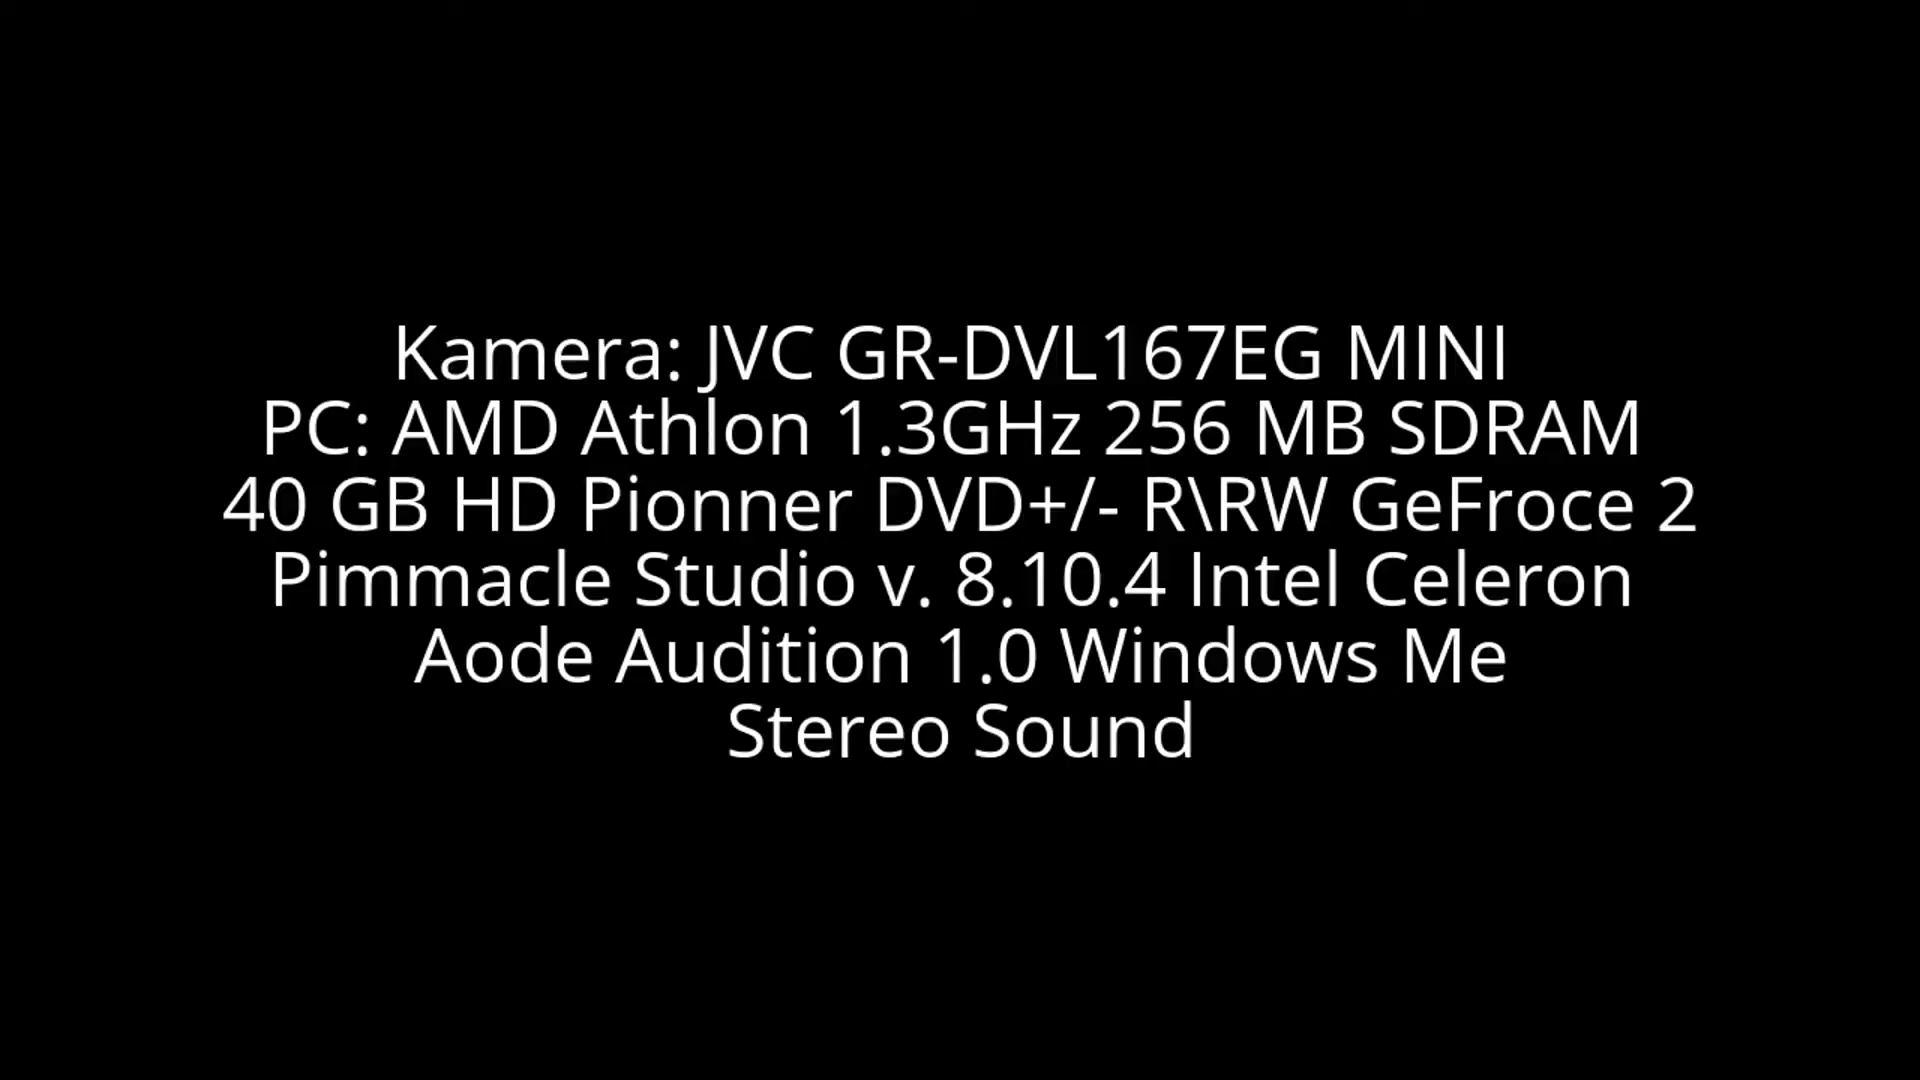 Kamera: JVC GR-DVL167EG MINI
PC: AMD Athlon 1.3GHz 256 MB SDRAM
40 GB HD Pionner DVD+/- R\RW GeFroce 2
Pimmacle Studio v. 8.10.4 Intel Celeron
Aode Audition 1.0 Windows Me
Stereo Sound